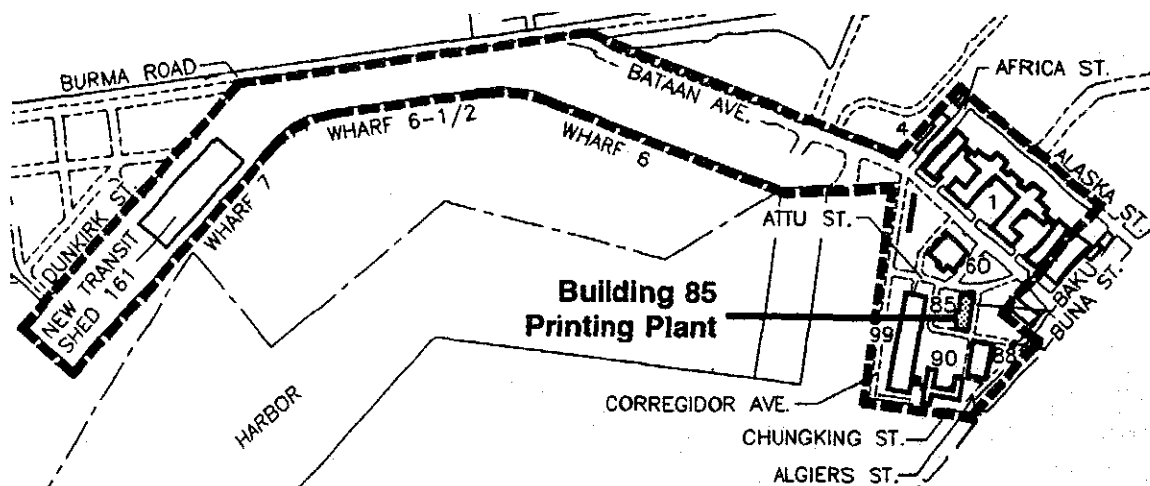 BURMA ROAD
BATAAN AVE.
AFRICA ST.
4
WHARF 6-1/2
WHARF 6
ALASKA ST.
1
DUNKIRK ST.
WHARF 7
NEW TRANSIT
SHED 161
ATTU ST.
60
BAKU
BUNA ST.
Building 85
Printing Plant
85
99
90
88
HARBOR
CORREGIDOR AVE.
CHUNGKING ST.
ALGIERS ST.